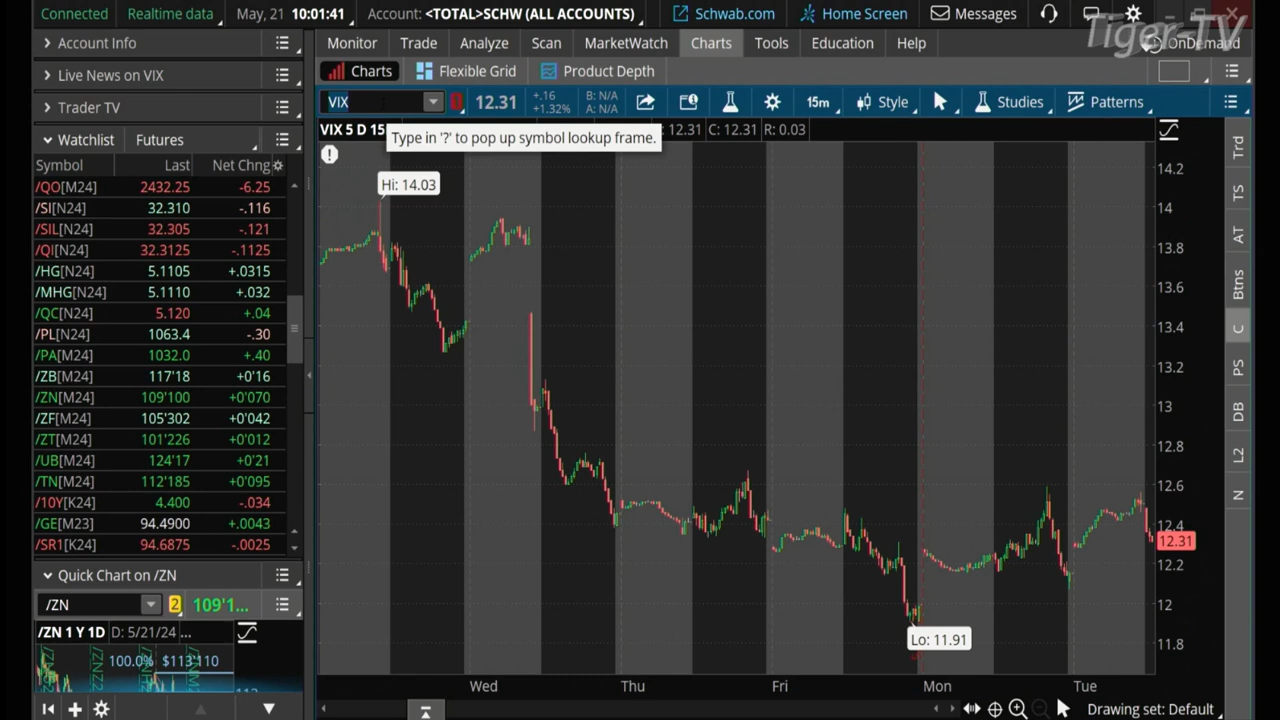 Connected Realtime data May, 21 10:01:41 Account: <TOTAL>SCHW (ALL ACCOUNTS) Schwab.com Home Screen Messages
Tiger-TV
OnDemand
Account Info
Live News on VIX
Trader TV
Watchlist Futures
Symbol Last Net Chng
/QO[M24] 2432.25 -6.25
/SI[N24] 32.310 -.116
/SIL[N24] 32.305 -.121
/QI[N24] 32.3125 -.1125
/HG[N24] 5.1105 +.0315
/MHG[N24] 5.1110 +.032
/QC[N24] 5.120 +.04
/PL[N24] 1063.4 -.30
/PA[M24] 1032.0 +.40
/ZB[M24] 117'18 +0'16
/ZN[M24] 109'100 +0'070
/ZF[M24] 105'302 +0'042
/ZT[M24] 101'226 +0'012
/UB[M24] 124'17 +0'21
/TN[M24] 112'185 +0'095
/10Y[K24] 4.400 -.034
/GE[M23] 94.4900 +.0043
/SR1[K24] 94.6875 -.0025
Quick Chart on /ZN
/ZN 2 109'1...
/ZN 1 Y 1D D: 5/21/24 ...
100.0% $113,110
Monitor Trade Analyze Scan MarketWatch Charts Tools Education Help
Charts Flexible Grid Product Depth
VIX 12.31 +.16 +1.32% B: N/A A: N/A 15m Style Studies Patterns
VIX 5 D 15 : 12.31 C: 12.31 R: 0.03
Type in '?' to pop up symbol lookup frame.
Hi: 14.03
Lo: 11.91
14.2
14
13.8
13.6
13.4
13.2
13
12.8
12.6
12.4
12.31
12.2
12
11.8
Wed Thu Fri Mon Tue
Drawing set: Default
Trd
TS
AT
Btns
C
PS
DB
L2
N